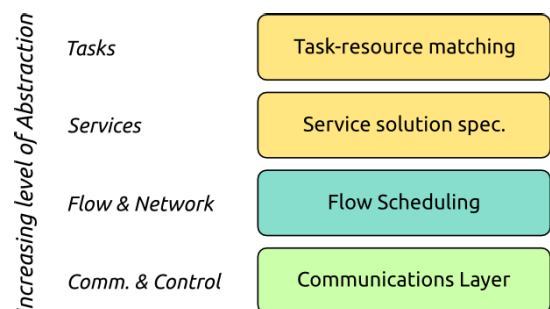 Increasing level of Abstraction
Tasks
Task-resource matching
Services
Service solution spec.
Flow & Network
Flow Scheduling
Comm. & Control
Communications Layer